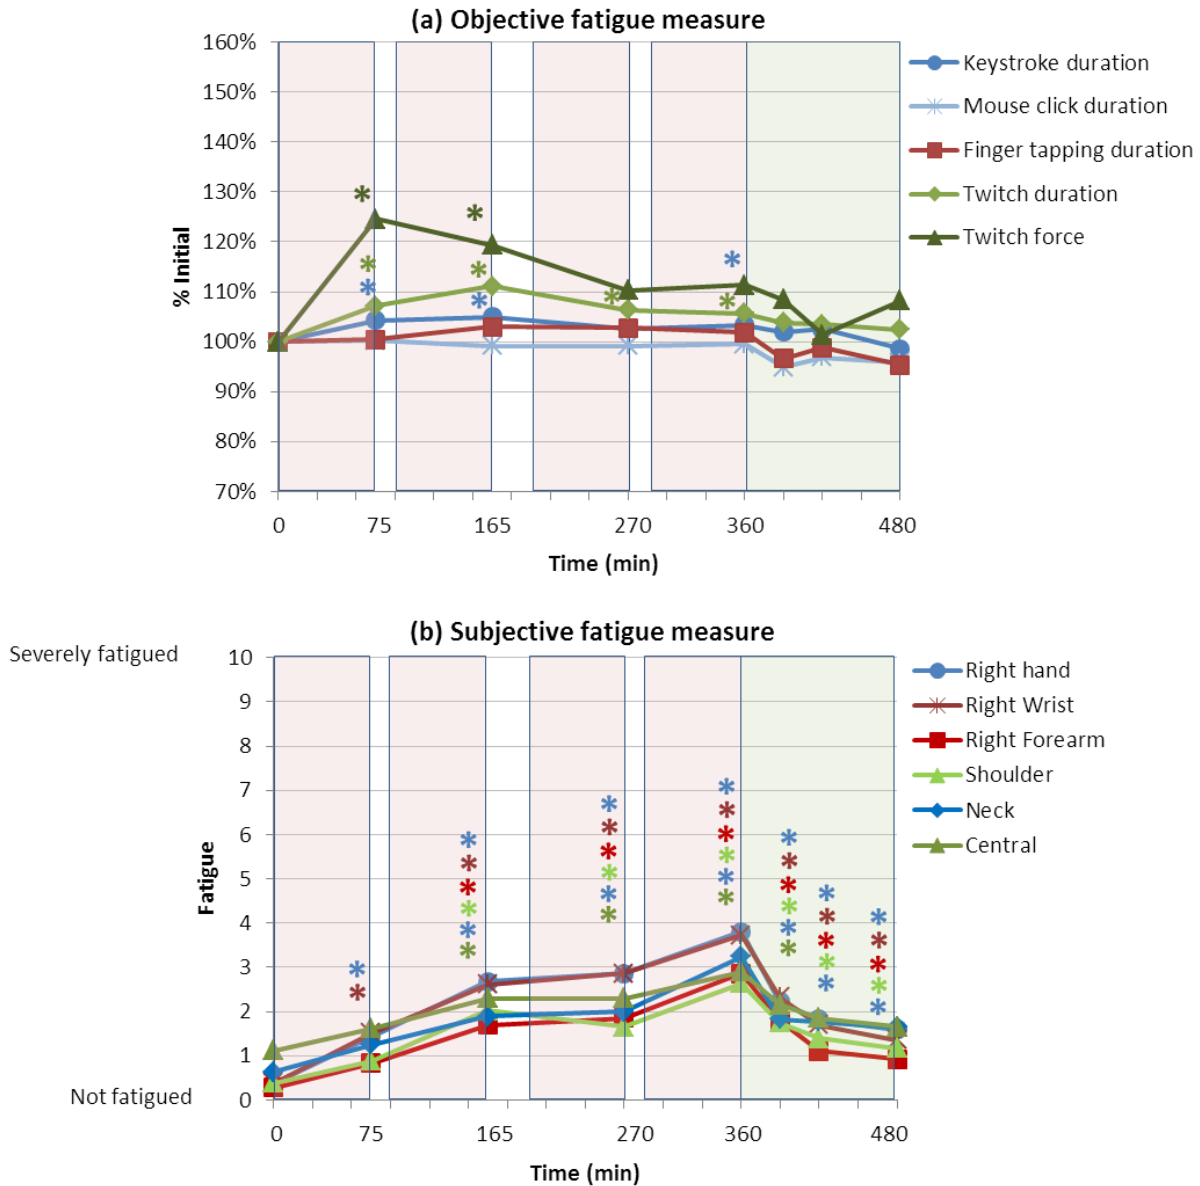 (a) Objective fatigue measure
160%
150%
140%
130%
120%
110%
100%
90%
80%
70%
% Initial
0 75 165 270 360 480
Time (min)
Keystroke duration
Mouse click duration
Finger tapping duration
Twitch duration
Twitch force
(b) Subjective fatigue measure
Severely fatigued
10
9
8
7
6
5
4
3
2
1
0
Not fatigued
Fatigue
0 75 165 270 360 480
Time (min)
Right hand
Right Wrist
Right Forearm
Shoulder
Neck
Central